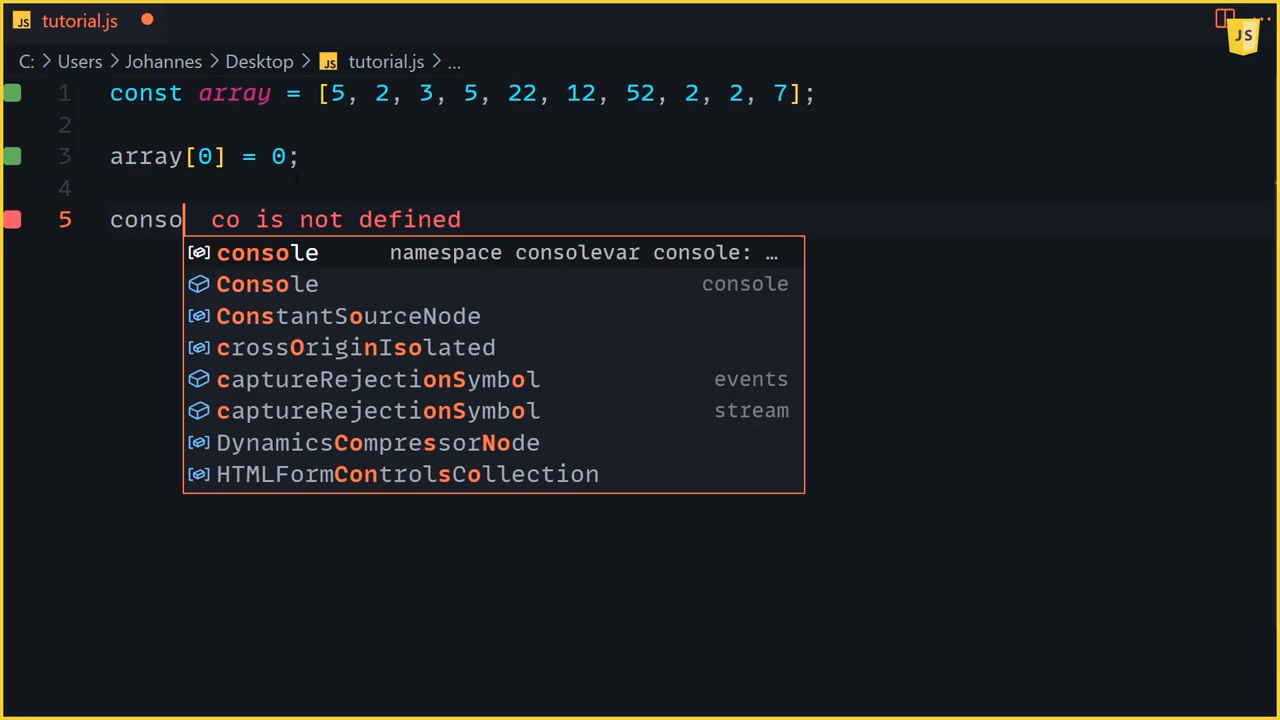 JS tutorial.js
JS
C: > Users > Johannes > Desktop > JS tutorial.js > ...
1 const array = [5, 2, 3, 5, 22, 12, 52, 2, 2, 7];
2
3 array[0] = 0;
4
5 conso co is not defined
console namespace consolevar console: …
Console console
ConstantSourceNode
crossOriginIsolated
captureRejectionSymbol events
captureRejectionSymbol stream
DynamicsCompressorNode
HTMLFormControlsCollection